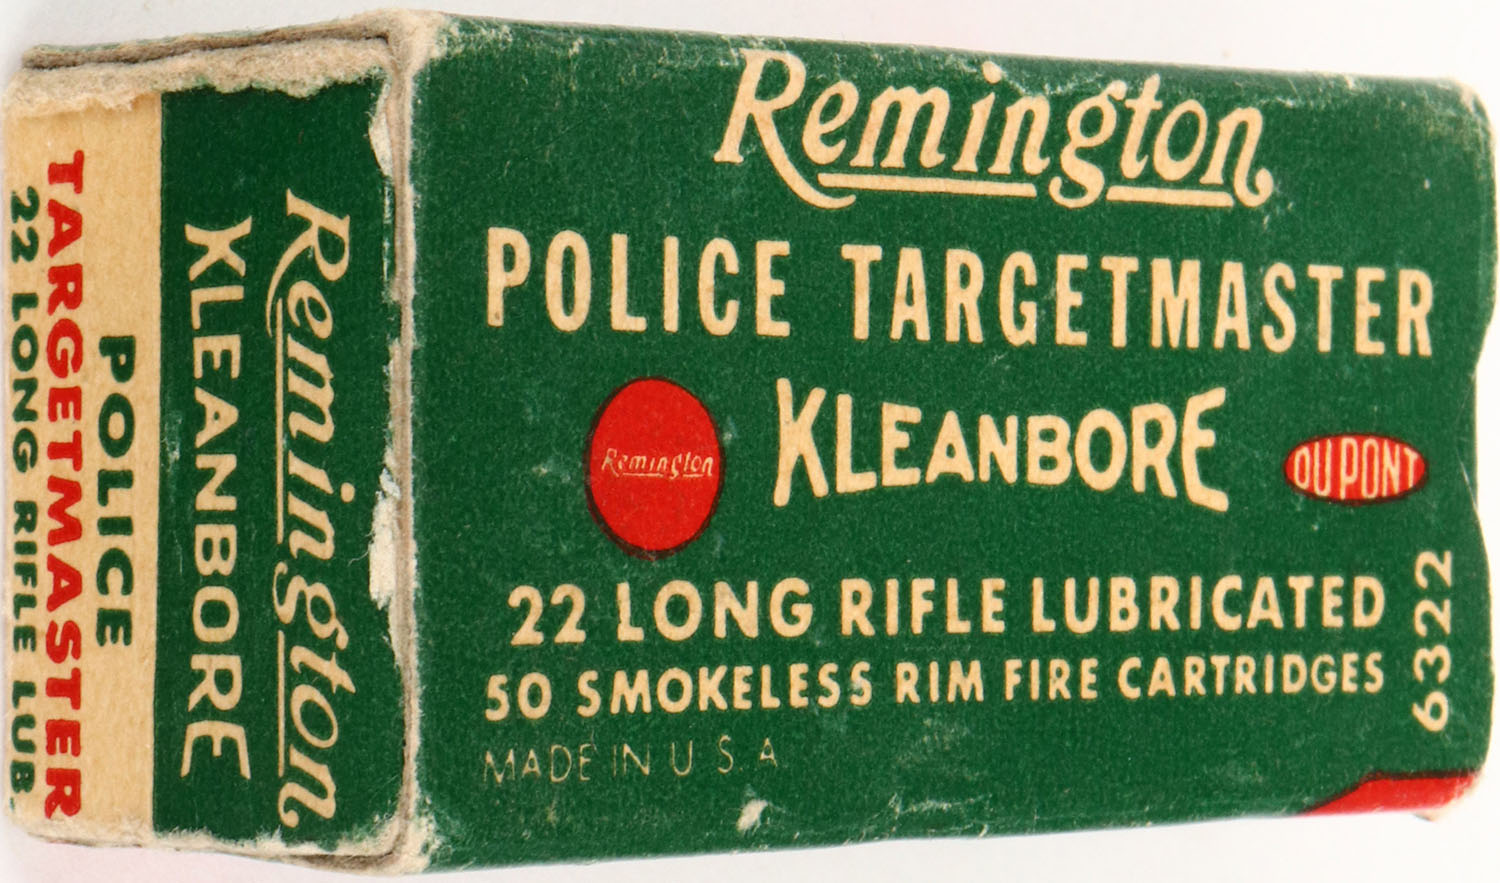 Remington
POLICE TARGETMASTER
Remington
KLEANBORE
DU PONT
22 LONG RIFLE LUBRICATED
50 SMOKELESS RIM FIRE CARTRIDGES
MADE IN U.S.A
6322
Remington
KLEANBORE
POLICE
TARGETMASTER
22 LONG RIFLE LUB.